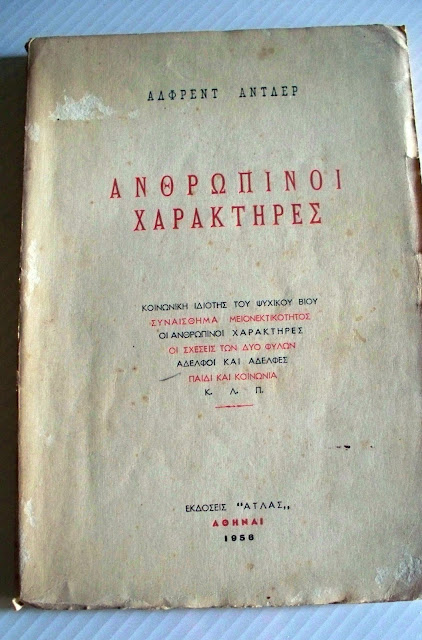 ΑΛΦΡΕΝΤ ΑΝΤΛΕΡ
ΑΝΘΡΩΠΙΝΟΙ
ΧΑΡΑΚΤΗΡΕΣ
ΚΟΙΝΩΝΙΚΗ ΙΔΙΟΤΗΣ ΤΟΥ ΨΥΧΙΚΟΥ ΒΙΟΥ
ΣΥΝΑΙΣΘΗΜΑ ΜΕΙΟΝΕΚΤΙΚΟΤΗΤΟΣ
ΟΙ ΑΝΘΡΩΠΙΝΟΙ ΧΑΡΑΚΤΗΡΕΣ
ΟΙ ΣΧΕΣΕΙΣ ΤΩΝ ΔΥΟ ΦΥΛΩΝ
ΑΔΕΛΦΟΙ ΚΑΙ ΑΔΕΛΦΕΣ
ΠΑΙΔΙ ΚΑΙ ΚΟΙΝΩΝΙΑ
Κ. Λ. Π.
ΕΚΔΟΣΕΙΣ "ΑΤΛΑΣ,,
ΑΘΗΝΑΙ
1956